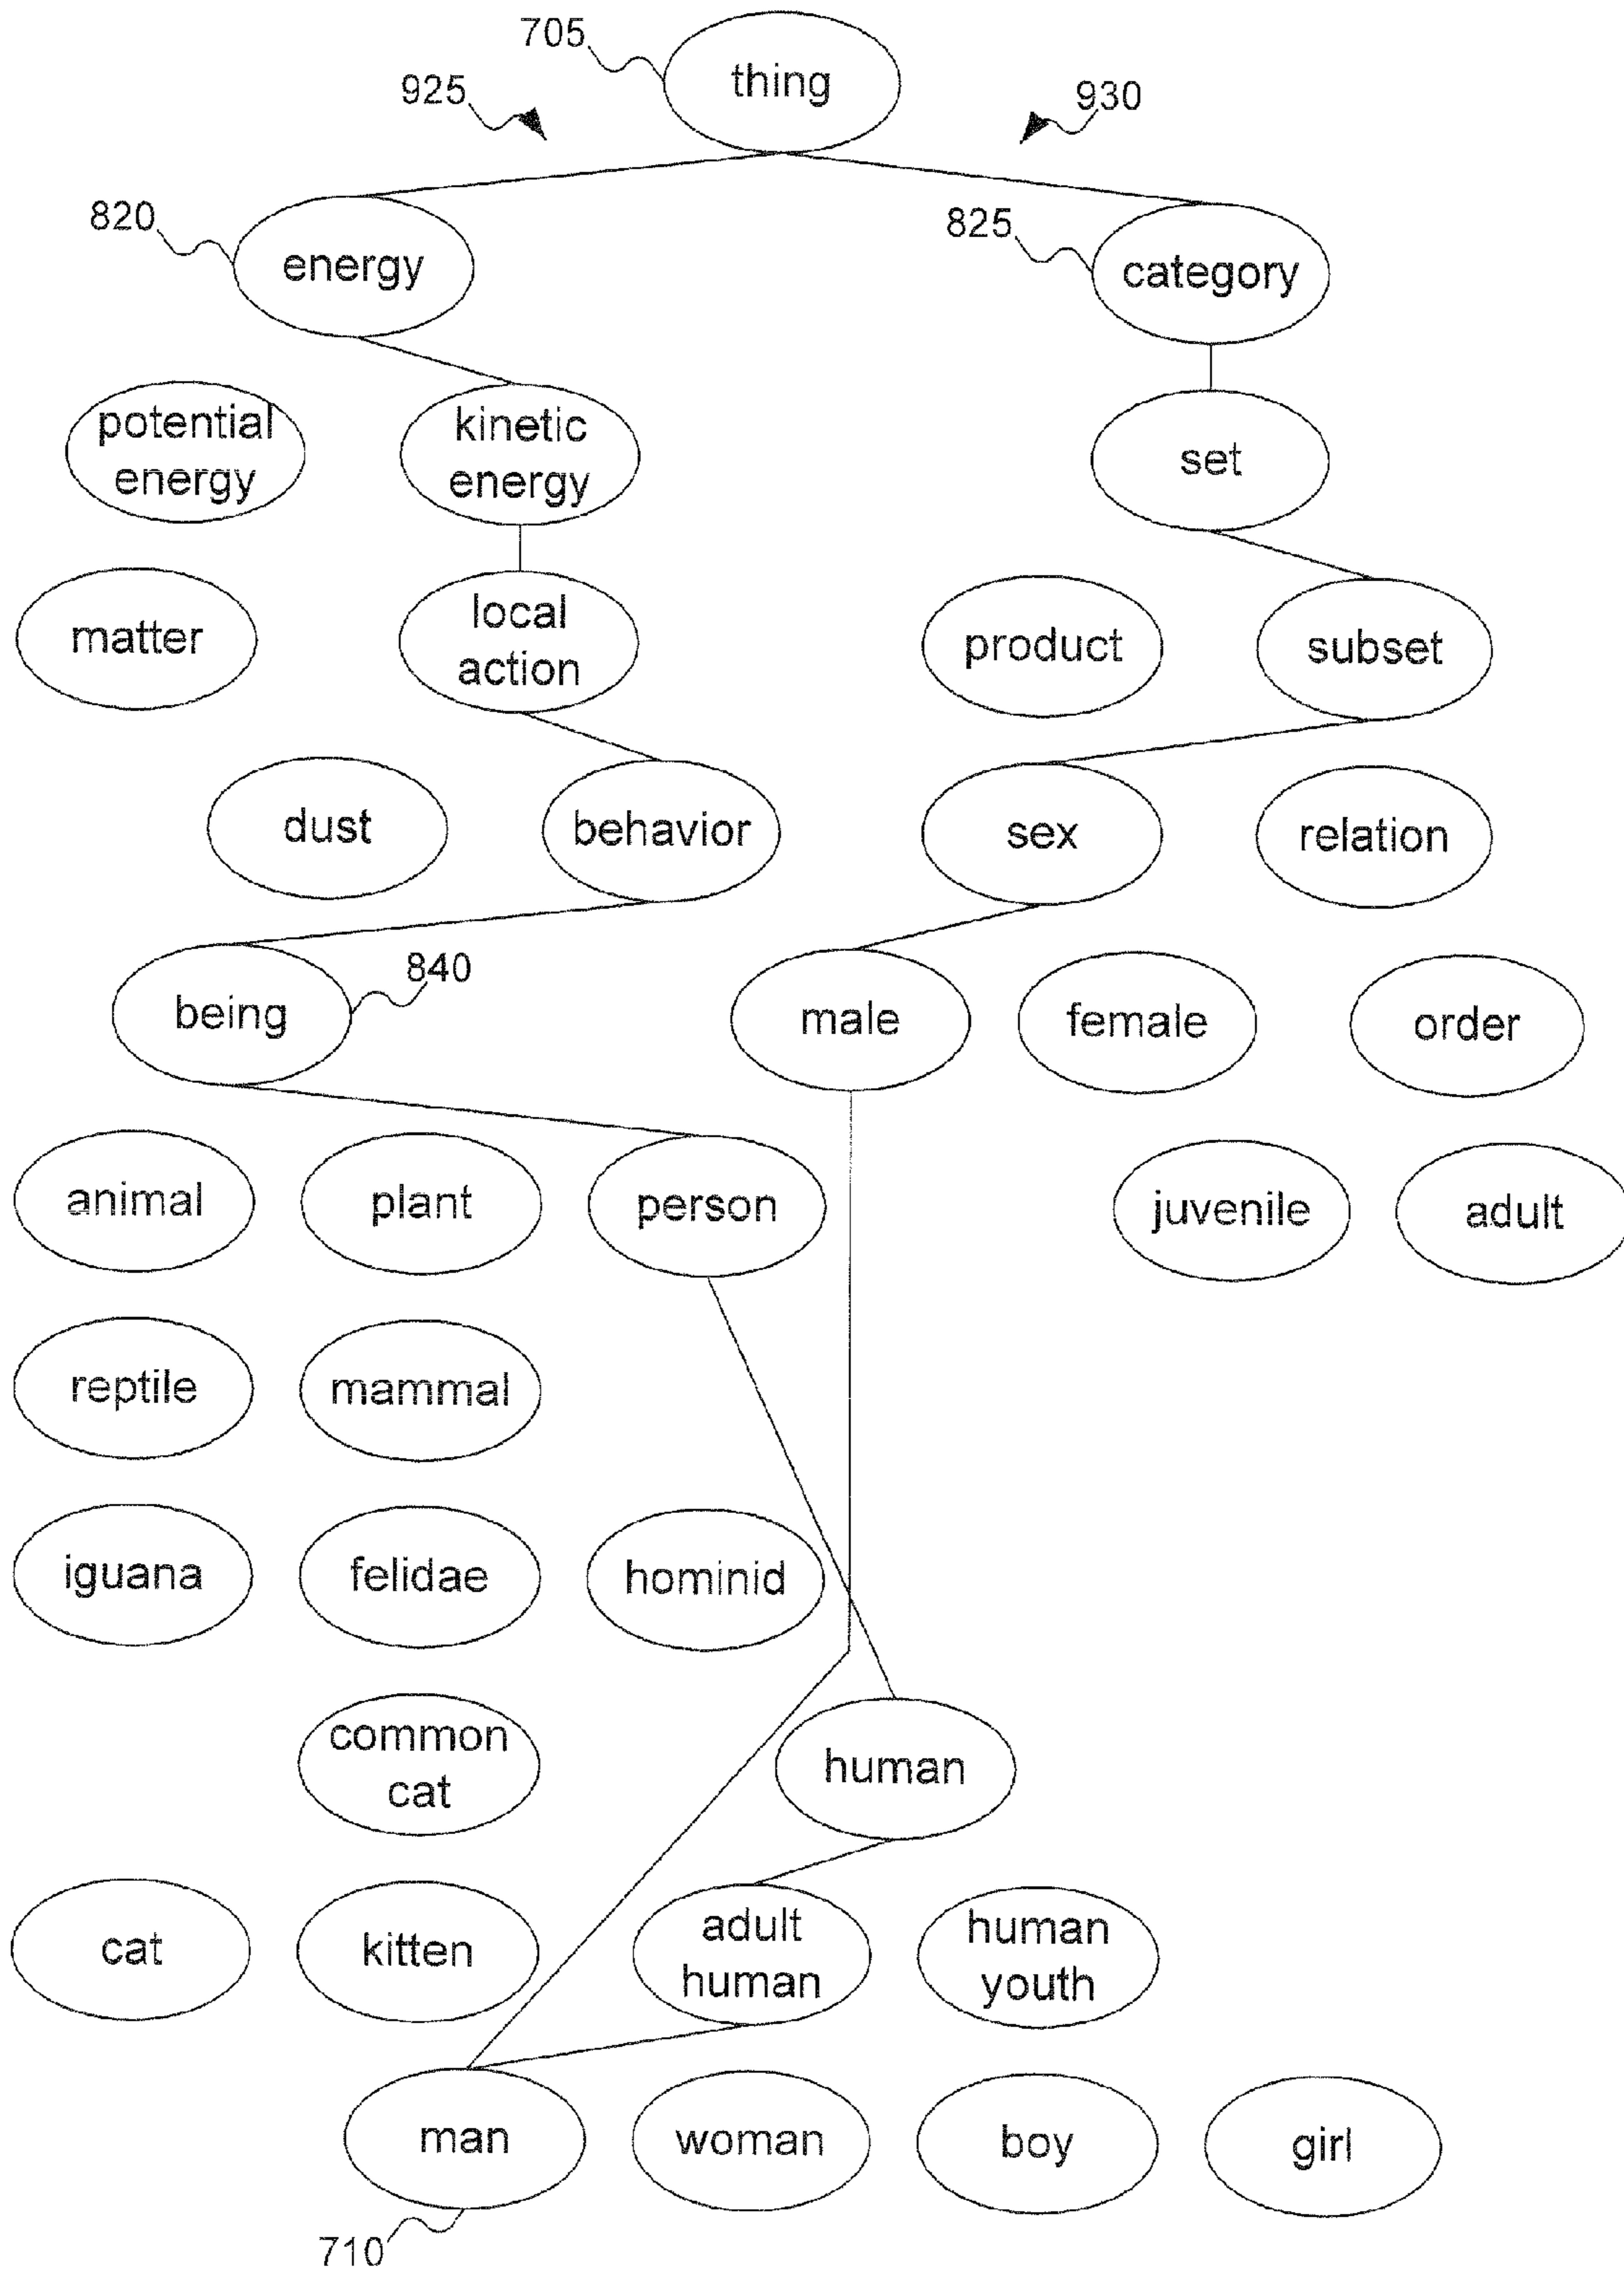 705
thing
925
930
820
energy
825
category
potential
energy
kinetic
energy
set
matter
local
action
product
subset
dust
behavior
sex
relation
being
840
male
female
order
animal
plant
person
juvenile
adult
reptile
mammal
iguana
felidae
hominid
common
cat
human
cat
kitten
adult
human
human
youth
man
woman
boy
girl
710